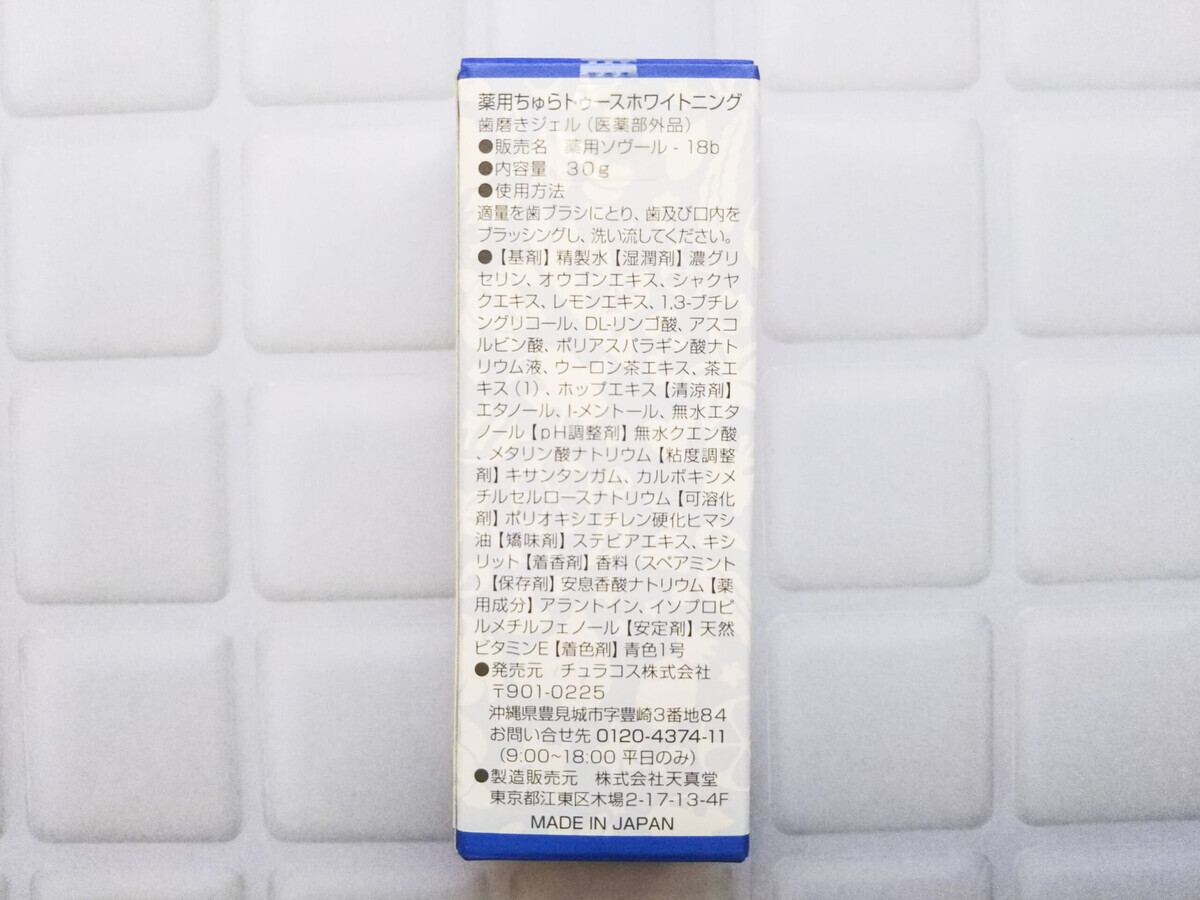 薬用ちゅらトゥースホワイトニング
歯磨きジェル（医薬部外品）
●販売名　薬用ソヴール - 18b
●内容量　30g
●使用方法
適量を歯ブラシにとり、歯及び口内を
ブラッシングし、洗い流してください。
●【基剤】精製水【湿潤剤】濃グリ
セリン、オウゴンエキス、シャクヤ
クエキス、レモンエキス、1,3-ブチレ
ングリコール、DL-リンゴ酸、アスコ
ルビン酸、ポリアスパラギン酸ナト
リウム液、ウーロン茶エキス、茶エ
キス（1）、ホップエキス【清涼剤】
エタノール、l-メントール、無水エタ
ノール【pH調整剤】無水クエン酸
、メタリン酸ナトリウム【粘度調整
剤】キサンタンガム、カルボキシメ
チルセルロースナトリウム【可溶化
剤】ポリオキシエチレン硬化ヒマシ
油【矯味剤】ステビアエキス、キシ
リット【着香剤】香料（スペアミント
）【保存剤】安息香酸ナトリウム【薬
用成分】アラントイン、イソプロピ
ルメチルフェノール【安定剤】天然
ビタミンE【着色剤】青色1号
●発売元　チュラコス株式会社
〒901-0225
沖縄県豊見城市字豊崎3番地84
お問い合せ先 0120-4374-11
（9:00~18:00 平日のみ）
●製造販売元　株式会社天真堂
東京都江東区木場2-17-13-4F
MADE IN JAPAN